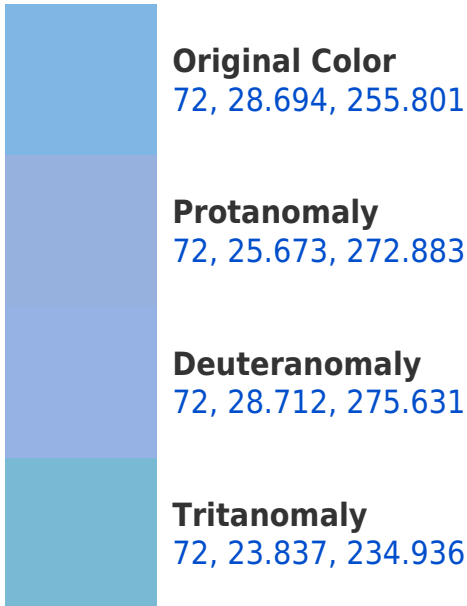 Original Color
72, 28.694, 255.801
Protanomaly
72, 25.673, 272.883
Deuteranomaly
72, 28.712, 275.631
Tritanomaly
72, 23.837, 234.936